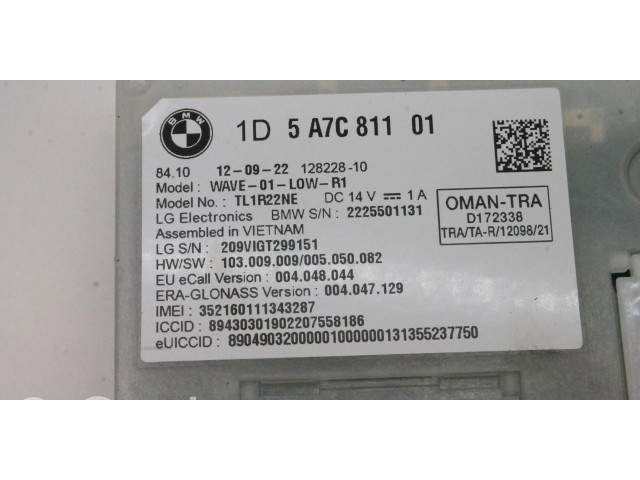 BMW
1D 5 A7C 811 01
84.10 12-09-22 128228-10
Model : WAVE-01-LOW-R1
Model No. : TL1R22NE DC 14 V ⎓ 1 A
LG Electronics BMW S/N : 2225501131
Assembled in VIETNAM
LG S/N : 209VIGT299151
HW/SW : 103.009.009/005.050.082
EU eCall Version : 004.048.044
ERA-GLONASS Version : 004.047.129
IMEI : 352160111343287
ICCID : 89430301902207558186
eUICCID : 89049032000001000000131355237750
OMAN-TRA
D172338
TRA/TA-R/12098/21